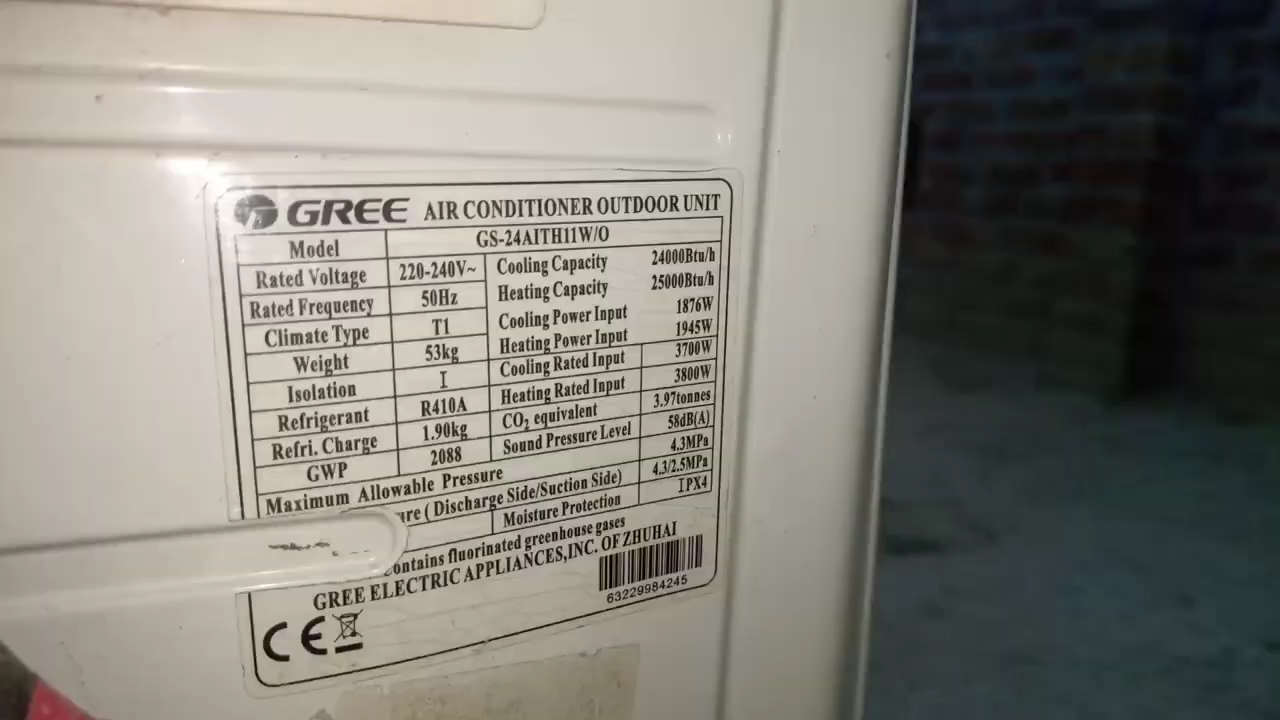 GREE AIR CONDITIONER OUTDOOR UNIT
Model GS-24AITH11W/O
Rated Voltage 220-240V~ Cooling Capacity 24000Btu/h
Rated Frequency 50Hz Heating Capacity 25000Btu/h
Climate Type T1 Cooling Power Input 1876W
Weight 53kg Heating Power Input 1945W
Isolation I Cooling Rated Input 3700W
Refrigerant R410A Heating Rated Input 3800W
Refri. Charge 1.90kg CO₂ equivalent 3.97tonnes
GWP 2088 Sound Pressure Level 58dB(A)
Maximum Allowable Pressure 4.3MPa
(Discharge Side/Suction Side) 4.3/2.5MPa
Moisture Protection IPX4
contains fluorinated greenhouse gases
GREE ELECTRIC APPLIANCES,INC. OF ZHUHAI
63229984245
CE